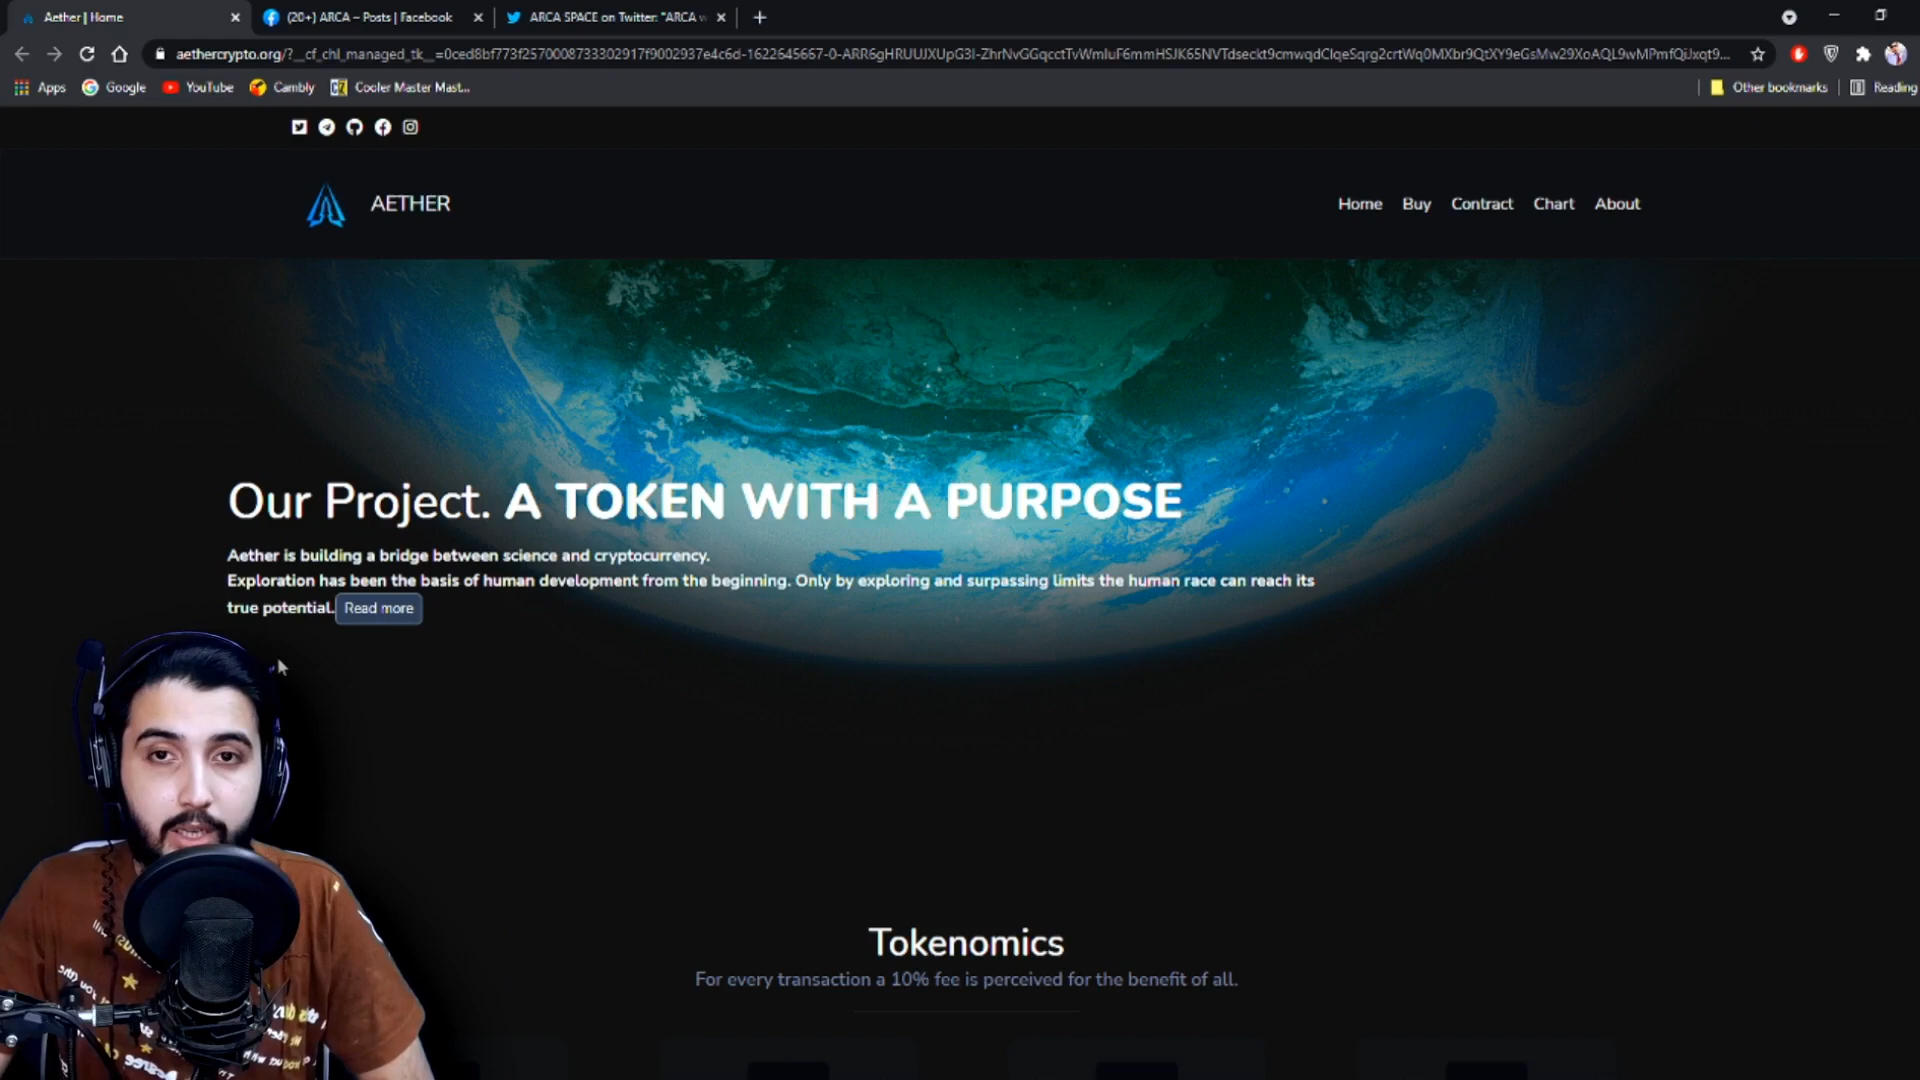 Aether | Home
(20+) ARCA – Posts | Facebook
ARCA SPACE on Twitter: "ARCA w
aethercrypto.org/?__cf_chl_managed_tk__=
Apps
Google
YouTube
Cambly
Cooler Master Mast...
Other bookmarks
Reading
AETHER
Home
Buy
Contract
Chart
About
Our Project. A TOKEN WITH A PURPOSE
Aether is building a bridge between science and cryptocurrency.
Exploration has been the basis of human development from the beginning. Only by exploring and surpassing limits the human race can reach its
true potential. Read more
Tokenomics
For every transaction a 10% fee is perceived for the benefit of all.